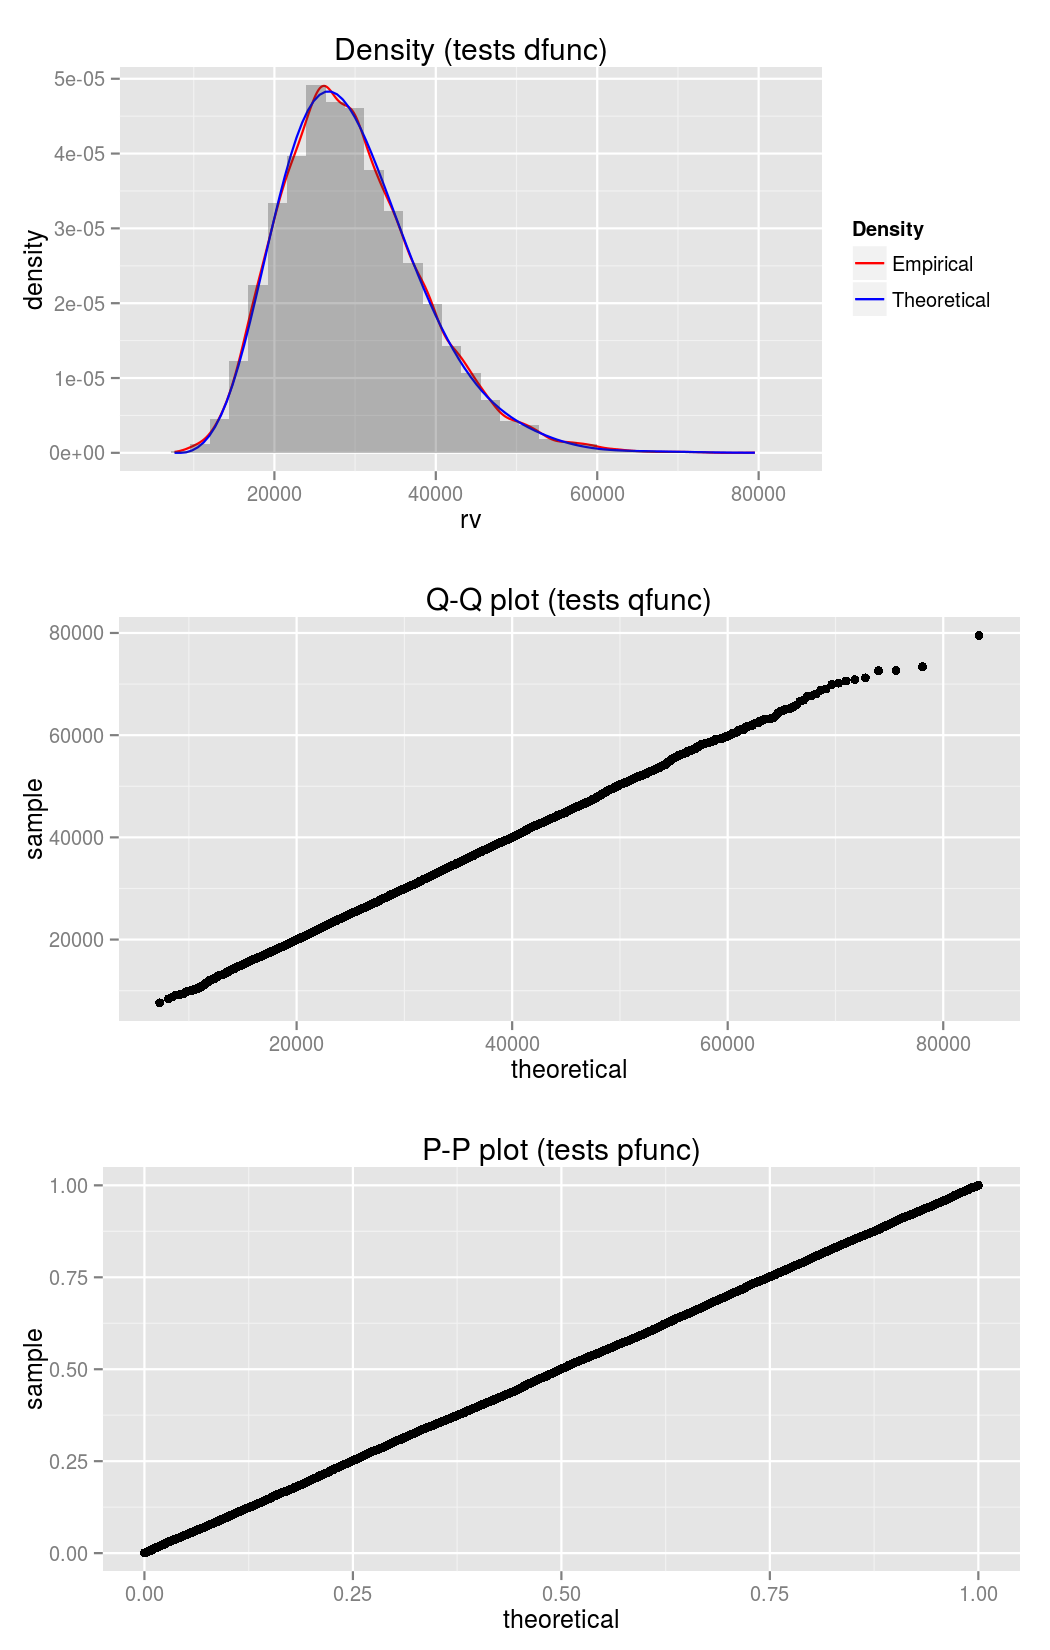 Density (tests dfunc)
5e-05
4e-05
3e-05
2e-05
1e-05
0e+00
density
20000
40000
60000
80000
rv
Density
Empirical
Theoretical
Q-Q plot (tests qfunc)
80000
60000
40000
20000
sample
20000
40000
60000
80000
theoretical
P-P plot (tests pfunc)
1.00
0.75
0.50
0.25
0.00
sample
0.00
0.25
0.50
0.75
1.00
theoretical